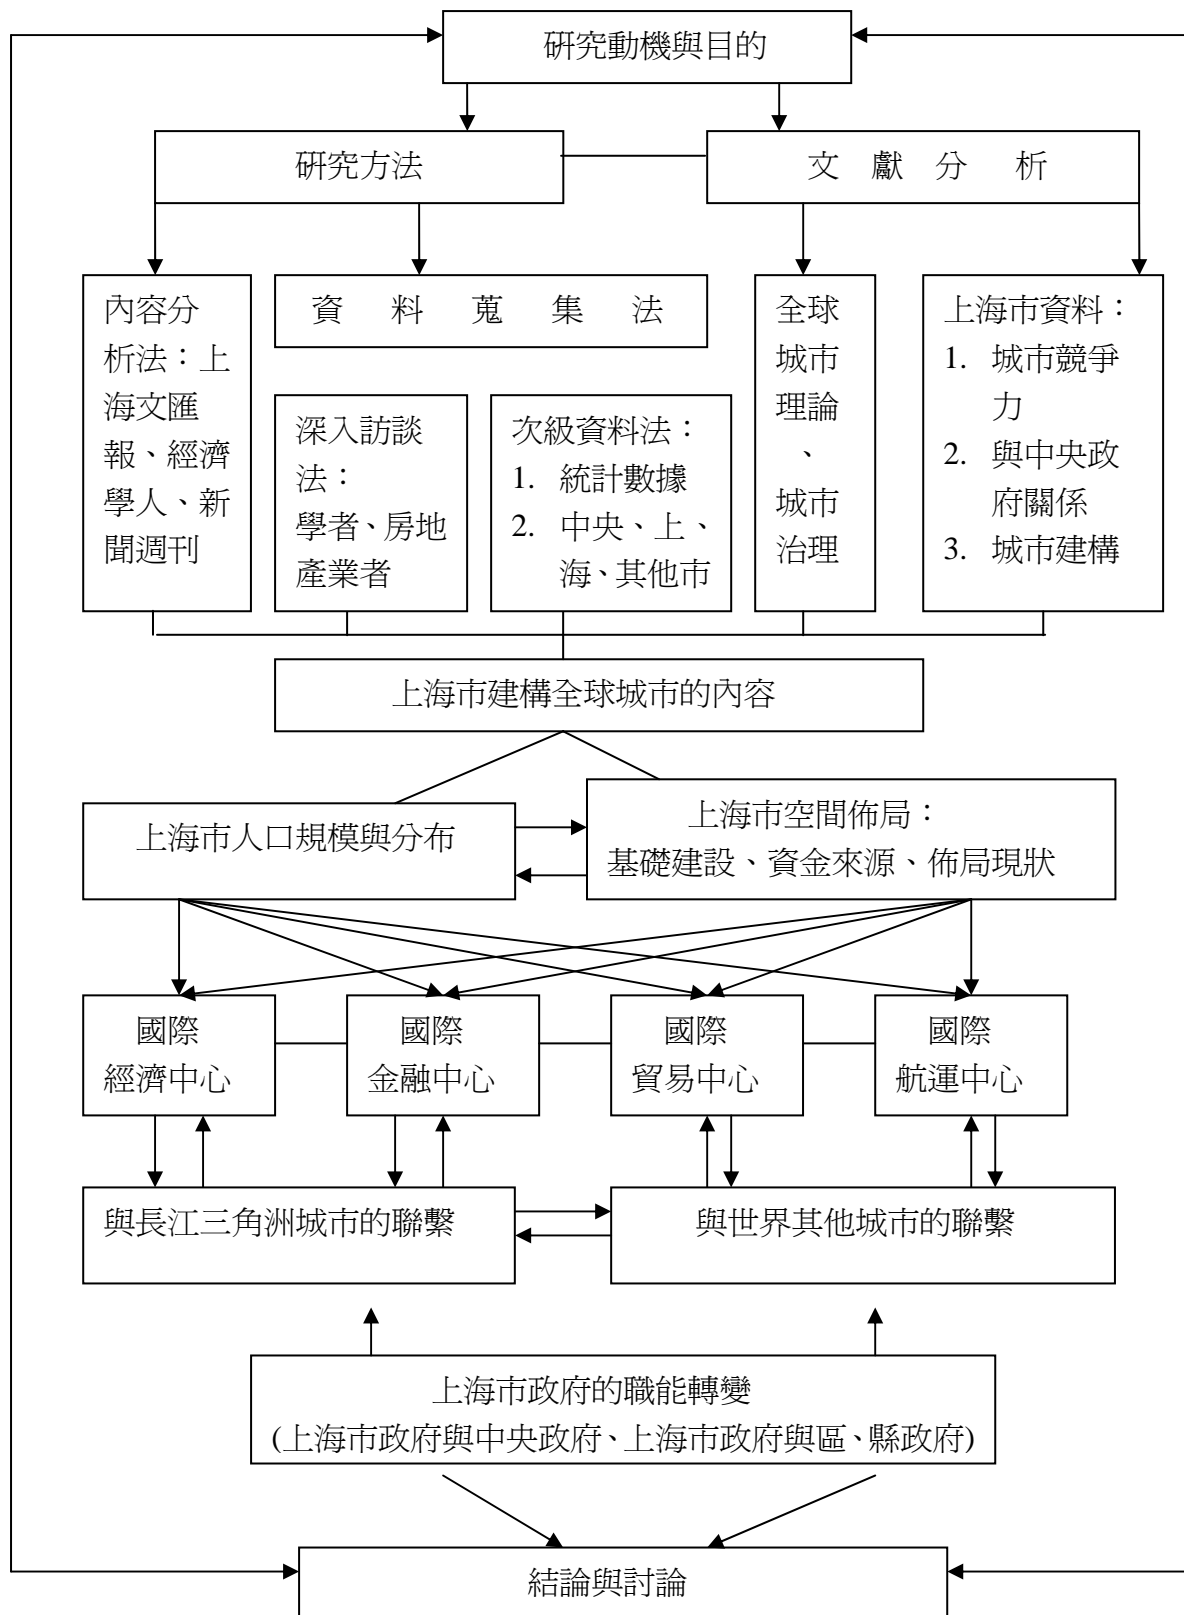 研究動機與目的
研究方法
文 獻 分 析
內容分
析法：上
海文匯
報、經濟
學人、新
聞週刊
資 料 蒐 集 法
深入訪談
法：
學者、房地
產業者
次級資料法：
1. 統計數據
2. 中央、上、
海、其他市
全球
城市
理論
、
城市
治理
上海市資料：
1. 城市競爭
力
2. 與中央政
府關係
3. 城市建構
上海市建構全球城市的內容
上海市人口規模與分布
上海市空間佈局：
基礎建設、資金來源、佈局現狀
國際
經濟中心
國際
金融中心
國際
貿易中心
國際
航運中心
與長江三角洲城市的聯繫
與世界其他城市的聯繫
上海市政府的職能轉變
(上海市政府與中央政府、上海市政府與區、縣政府)
結論與討論